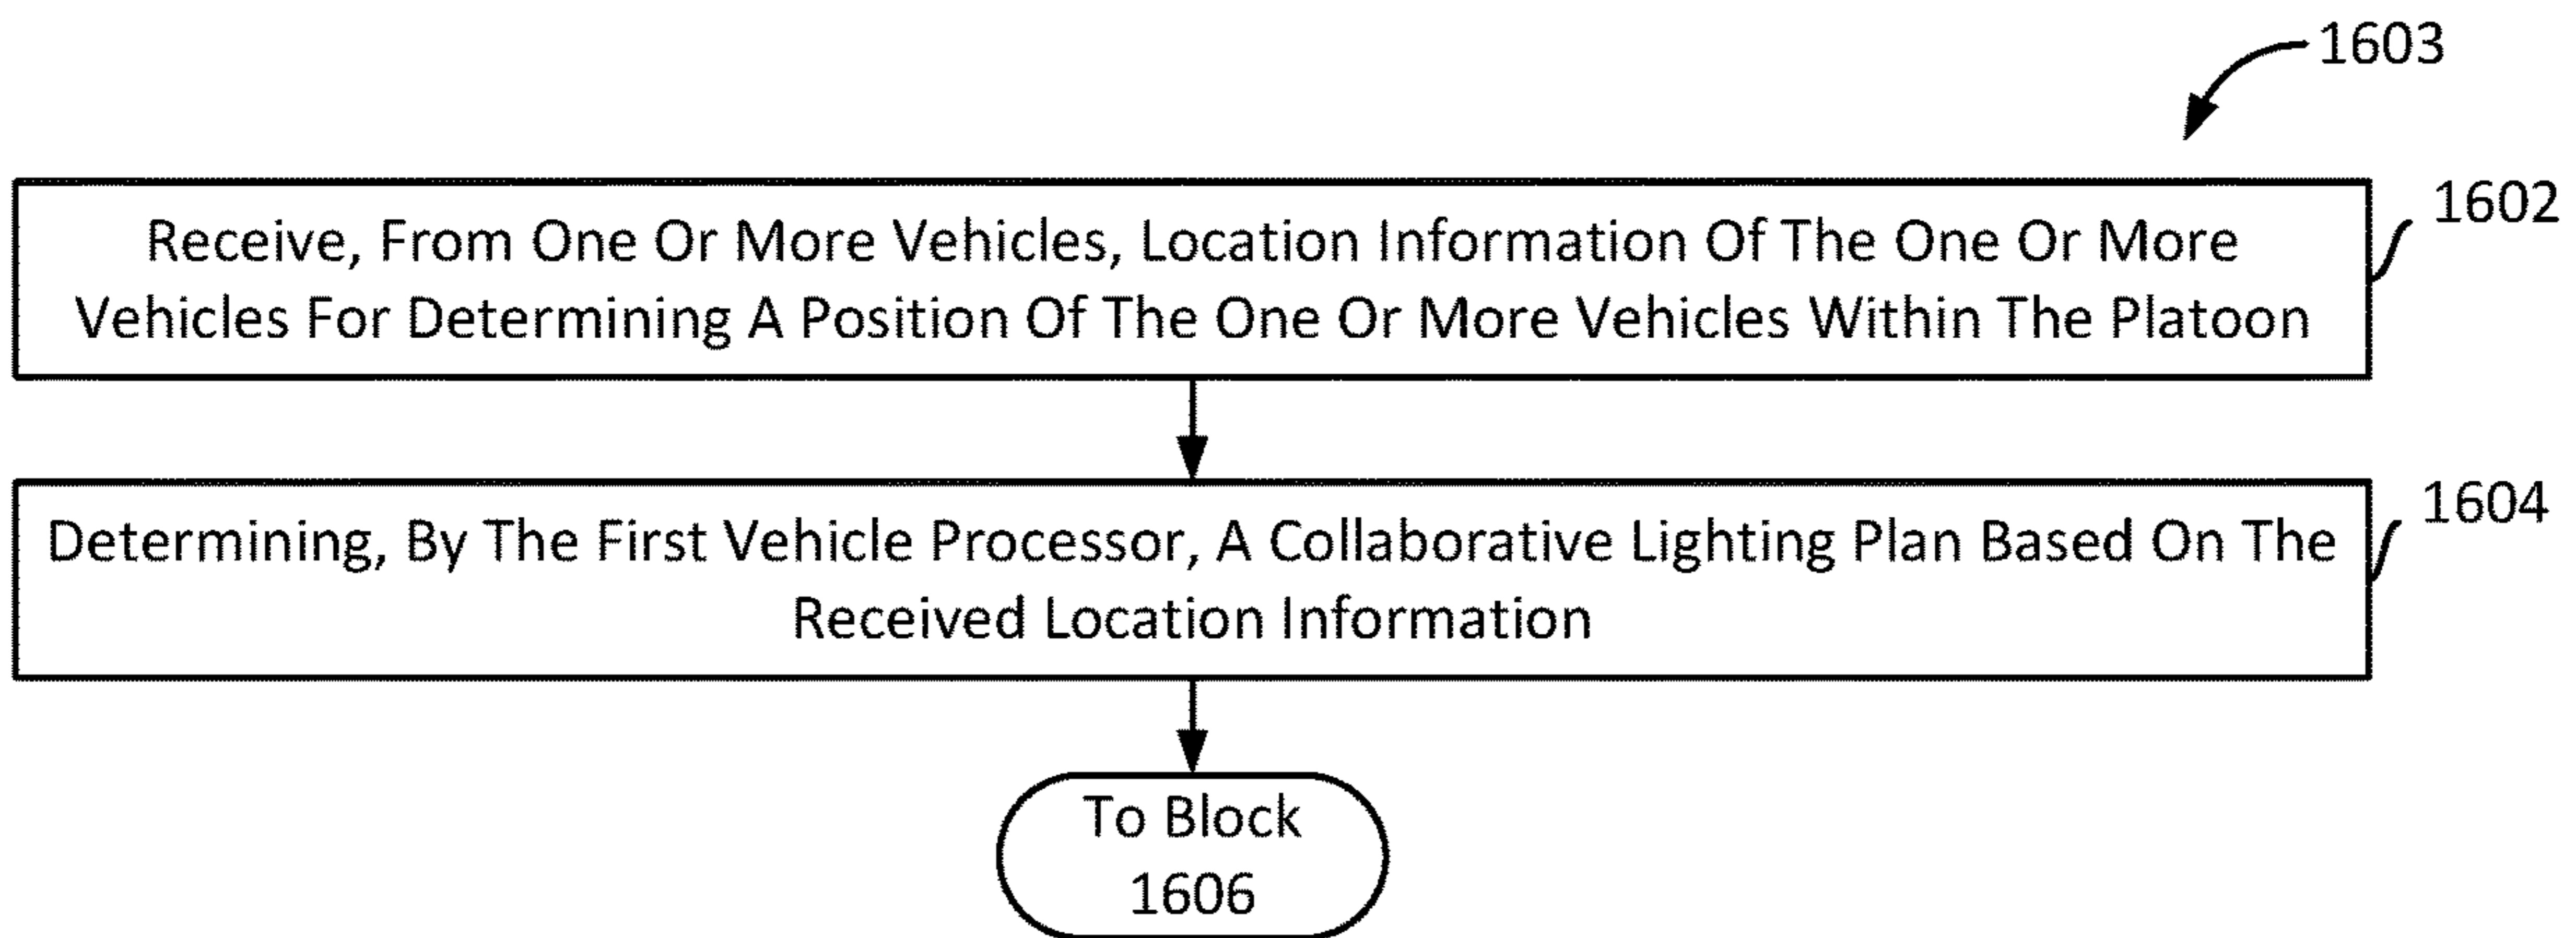 1603
Receive, From One Or More Vehicles, Location Information Of The One Or More
Vehicles For Determining A Position Of The One Or More Vehicles Within The Platoon
1602
Determining, By The First Vehicle Processor, A Collaborative Lighting Plan Based On The
Received Location Information
1604
To Block
1606